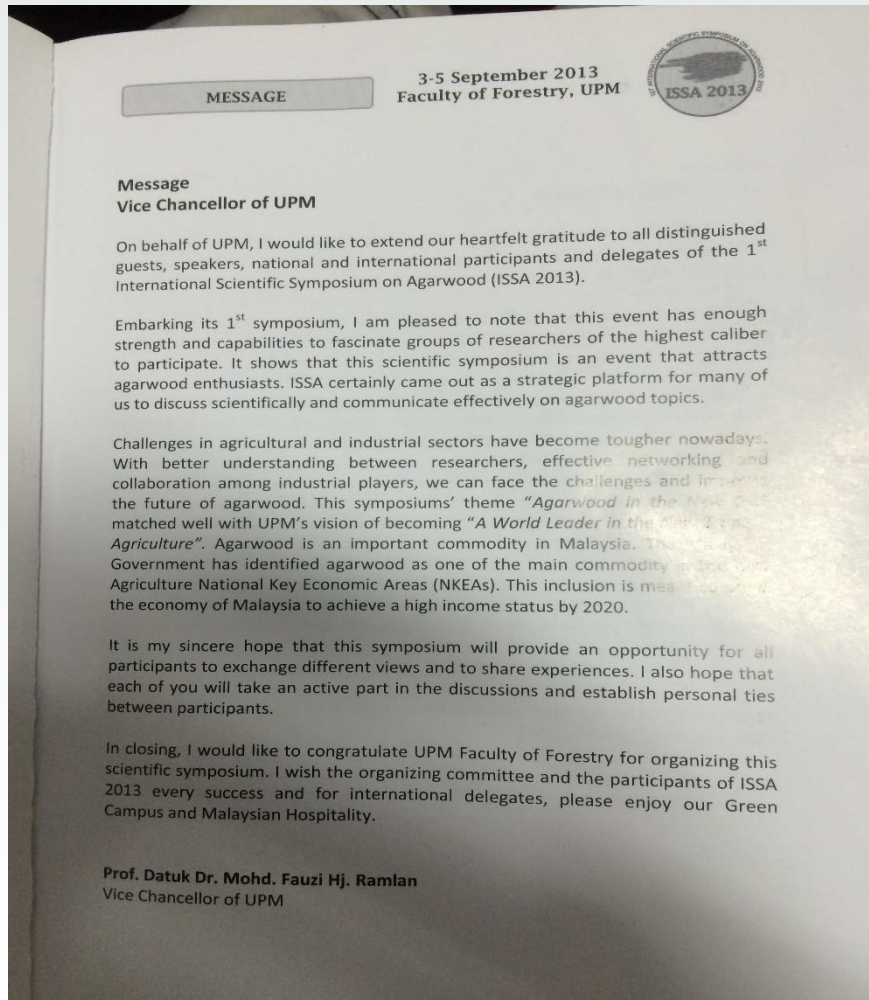 MESSAGE
3-5 September 2013
Faculty of Forestry, UPM
1ST INTERNATIONAL SCIENTIFIC SYMPOSIUM ON AGARWOOD 2013
ISSA 2013
Message
Vice Chancellor of UPM
On behalf of UPM, I would like to extend our heartfelt gratitude to all distinguished
guests, speakers, national and international participants and delegates of the 1st
International Scientific Symposium on Agarwood (ISSA 2013).
Embarking its 1st symposium, I am pleased to note that this event has enough
strength and capabilities to fascinate groups of researchers of the highest caliber
to participate. It shows that this scientific symposium is an event that attracts
agarwood enthusiasts. ISSA certainly came out as a strategic platform for many of
us to discuss scientifically and communicate effectively on agarwood topics.
Challenges in agricultural and industrial sectors have become tougher nowadays.
With better understanding between researchers, effective networking and
collaboration among industrial players, we can face the challenges and
the future of agarwood. This symposiums' theme "Agarwood in the
matched well with UPM's vision of becoming "A World Leader in the
Agriculture". Agarwood is an important commodity in Malaysia.
Government has identified agarwood as one of the main commodity
Agriculture National Key Economic Areas (NKEAs). This inclusion is
the economy of Malaysia to achieve a high income status by 2020.
It is my sincere hope that this symposium will provide an opportunity for all
participants to exchange different views and to share experiences. I also hope that
each of you will take an active part in the discussions and establish personal ties
between participants.
In closing, I would like to congratulate UPM Faculty of Forestry for organizing this
scientific symposium. I wish the organizing committee and the participants of ISSA
2013 every success and for international delegates, please enjoy our Green
Campus and Malaysian Hospitality.
Prof. Datuk Dr. Mohd. Fauzi Hj. Ramlan
Vice Chancellor of UPM